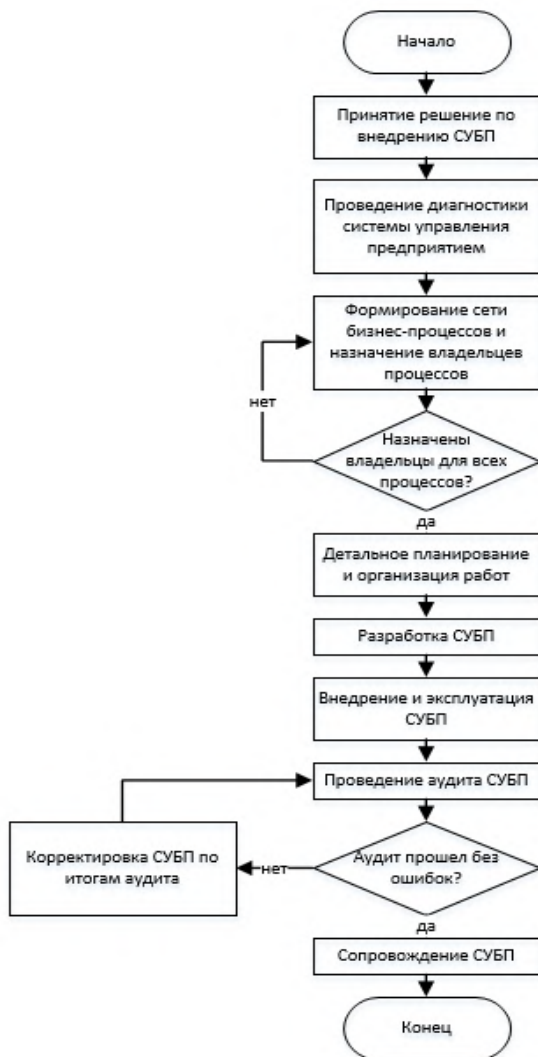 Начало
Принятие решение по
внедрению СУБП
Проведение диагностики
системы управления
предприятием
Формирование сети
бизнес-процессов и
назначение владельцев
процессов
нет
Назначены
владельцы для всех
процессов?
да
Детальное планирование
и организация работ
Разработка СУБП
Внедрение и эксплуатация
СУБП
Проведение аудита СУБП
Корректировка СУБП по
итогам аудита
нет
Аудит прошел без
ошибок?
да
Сопровождение СУБП
Конец